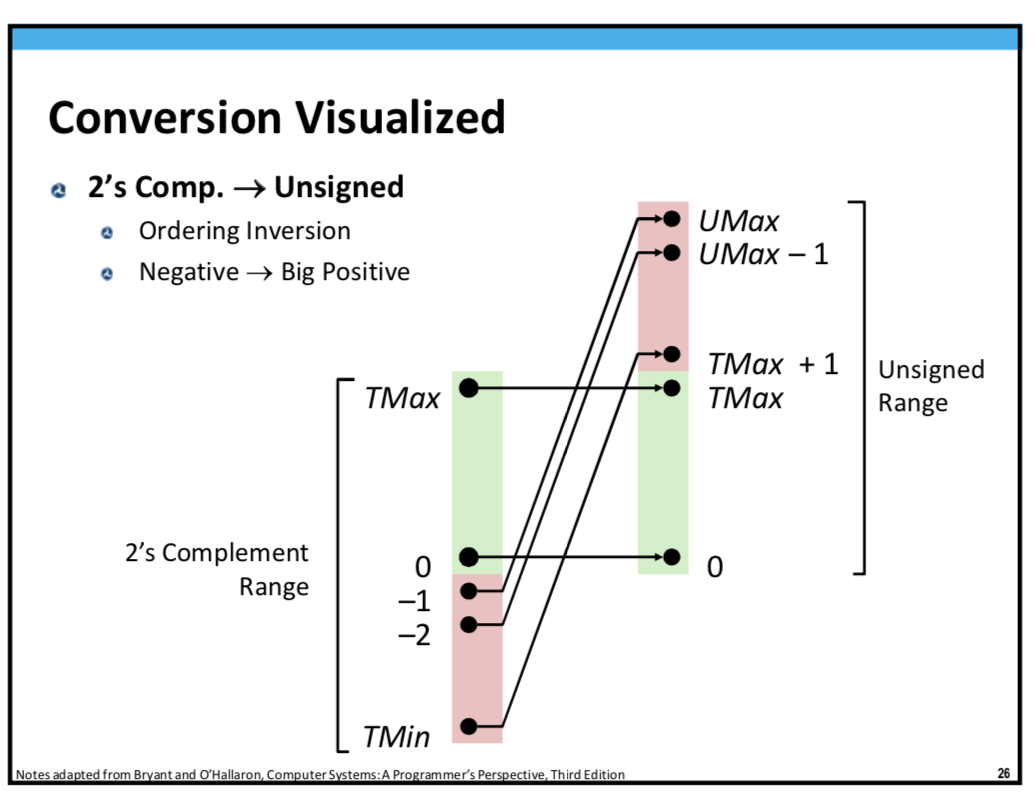 Conversion Visualized
2’s Comp. → Unsigned
Ordering Inversion
Negative → Big Positive
UMax
UMax – 1
TMax + 1
TMax
0
Unsigned
Range
TMax
0
–1
–2
TMin
2’s Complement
Range
Notes adapted from Bryant and O’Hallaron, Computer Systems: A Programmer’s Perspective, Third Edition
26